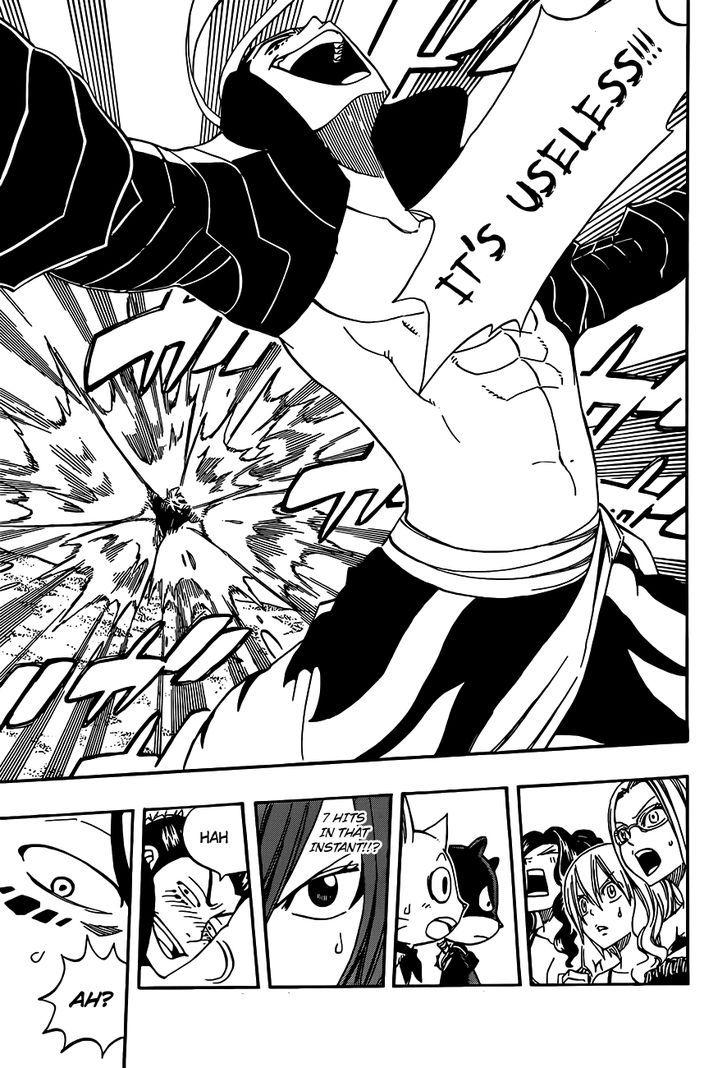 IT'S USELESS!!!
7 HITS
IN THAT
INSTANT!!?
HAH
AH?